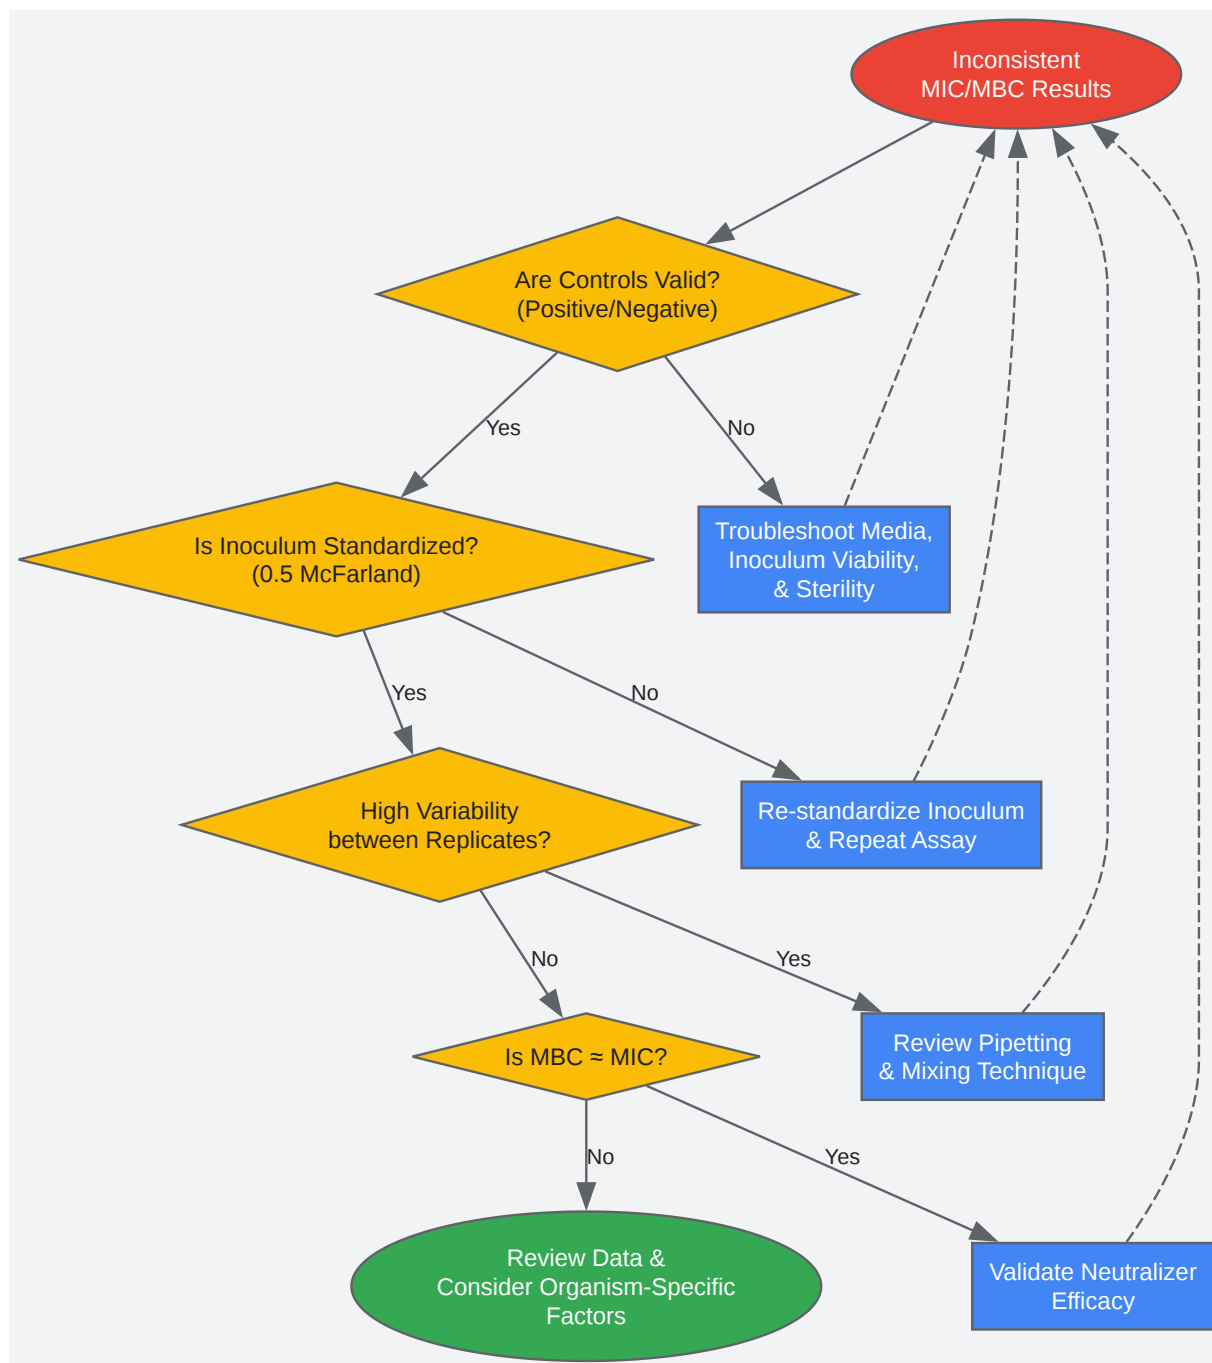 Inconsistent
MIC/MBC Results
Are Controls Valid?
(Positive/Negative)
Yes
No
Is Inoculum Standardized?
(0.5 McFarland)
Troubleshoot Media,
Inoculum Viability,
& Sterility
Yes
No
High Variability
between Replicates?
Re-standardize Inoculum
& Repeat Assay
No
Yes
Is MBC ≈ MIC?
Review Pipetting
& Mixing Technique
No
Yes
Review Data &
Consider Organism-Specific
Factors
Validate Neutralizer
Efficacy